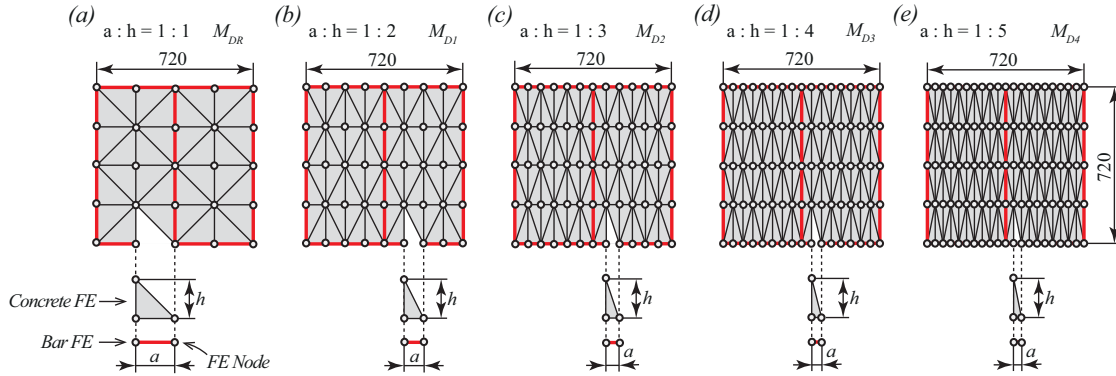 (a) (b) (c) (d) (e)
a : h = 1 : 1 M_DR a : h = 1 : 2 M_D1 a : h = 1 : 3 M_D2 a : h = 1 : 4 M_D3 a : h = 1 : 5 M_D4
720 720 720 720 720
720
Concrete FE h h h h h
Bar FE FE Node
a a a a a